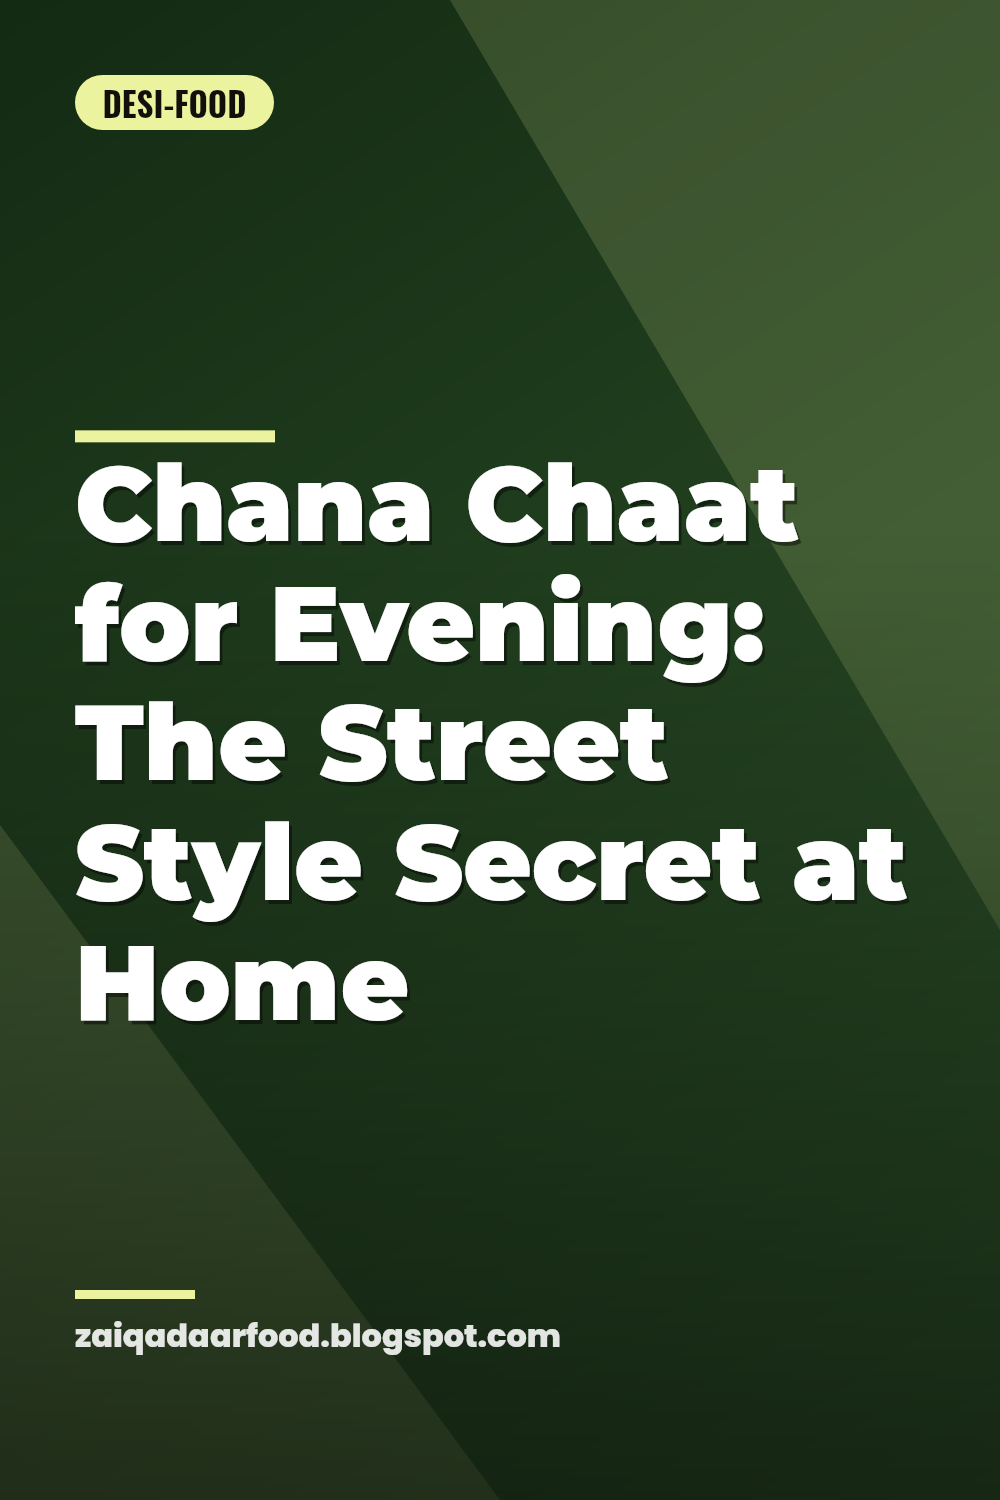 DESI-FOOD
Chana Chaat
for Evening:
The Street
Style Secret at
Home
zaiqadaarfood.blogspot.com